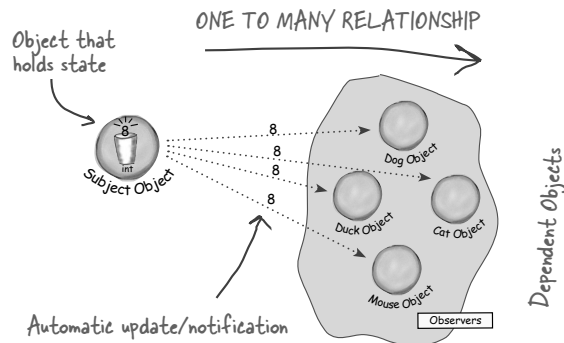 ONE TO MANY RELATIONSHIP
Object that
holds state
8
int
Subject Object
8
8
8
8
Dog Object
Duck Object
Cat Object
Mouse Object
Observers
Dependent Objects
Automatic update/notification